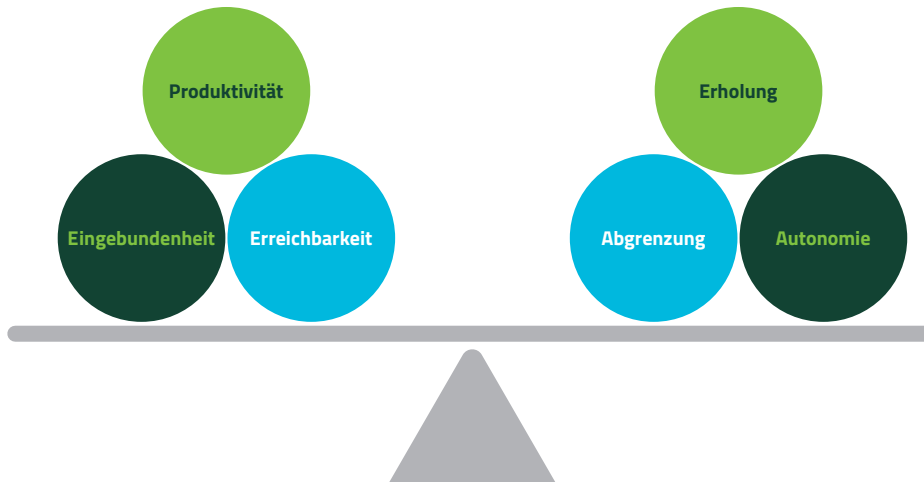 Produktivität
Erholung
Eingebundenheit
Erreichbarkeit
Abgrenzung
Autonomie